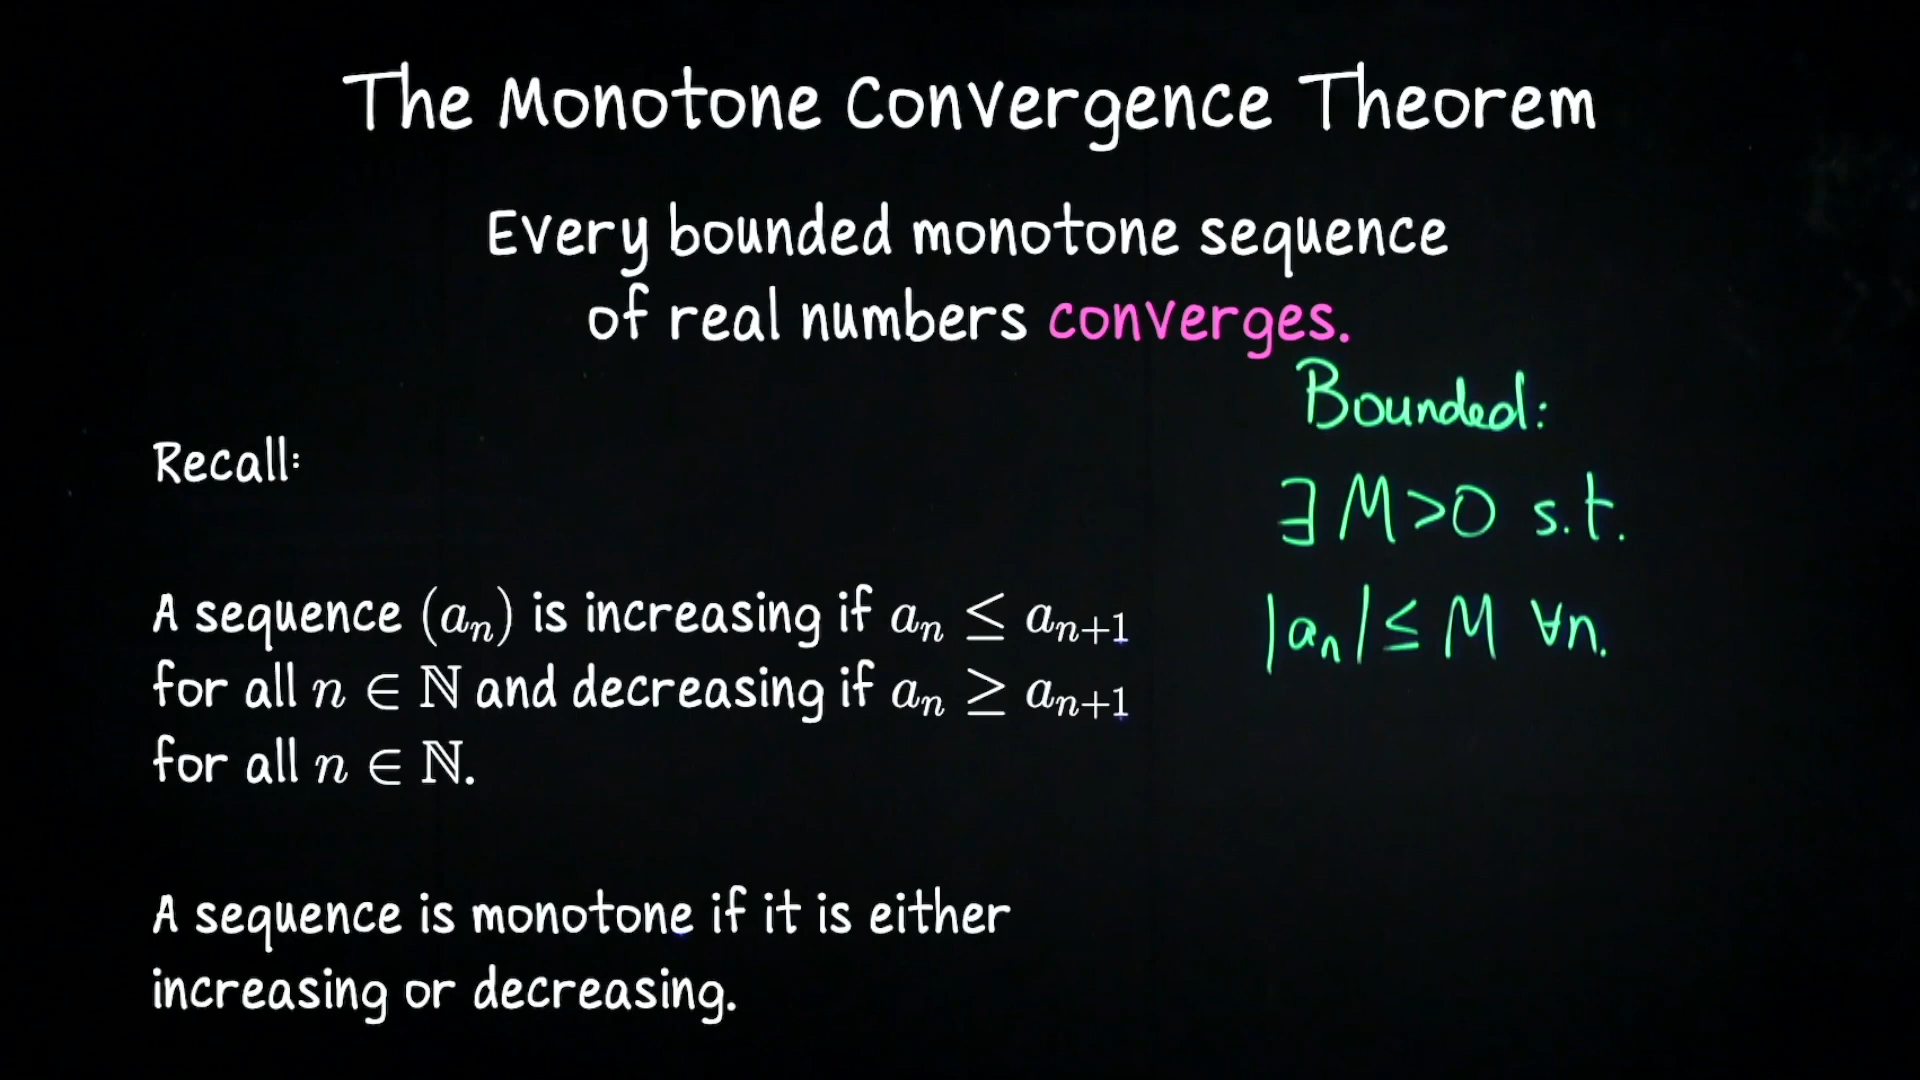 The Monotone Convergence Theorem
Every bounded monotone sequence
of real numbers converges.
Bounded:
∃ M>0 s.t.
|aₙ| ≤ M ∀n.
Recall:
A sequence (aₙ) is increasing if aₙ ≤ aₙ₊₁
for all n ∈ ℕ and decreasing if aₙ ≥ aₙ₊₁
for all n ∈ ℕ.
A sequence is monotone if it is either
increasing or decreasing.